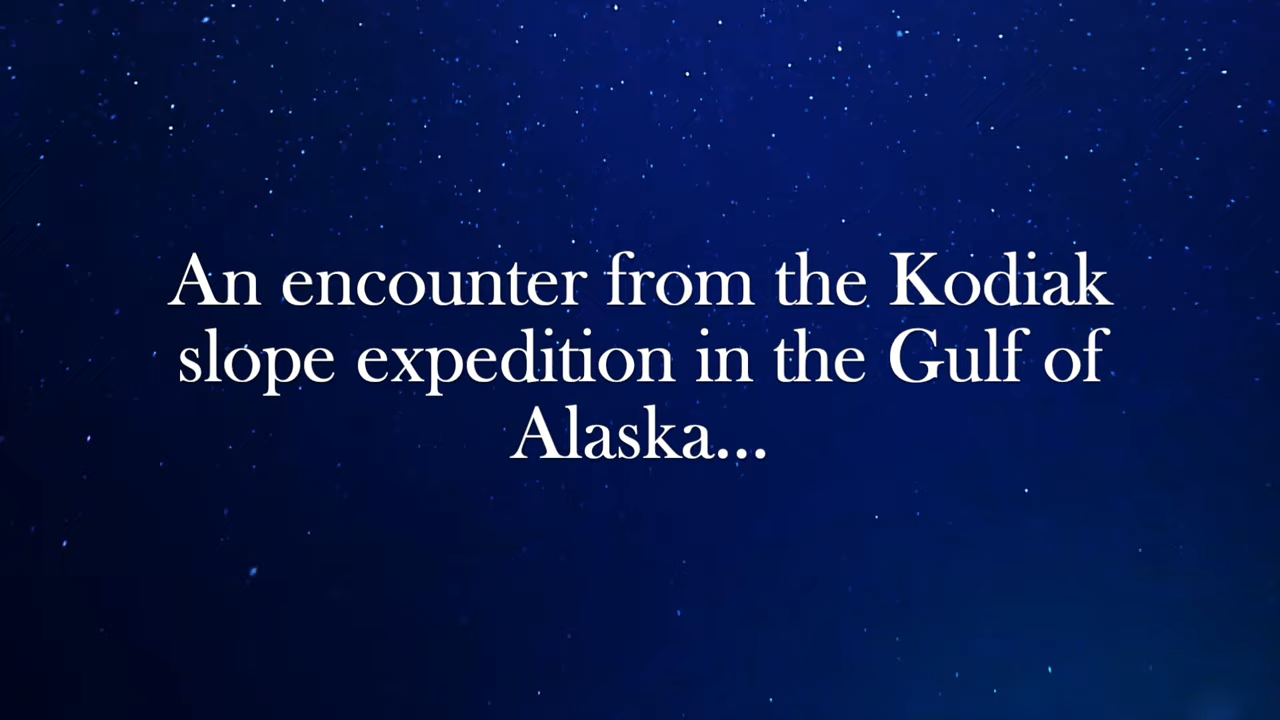 An encounter from the Kodiak
slope expedition in the Gulf of
Alaska...